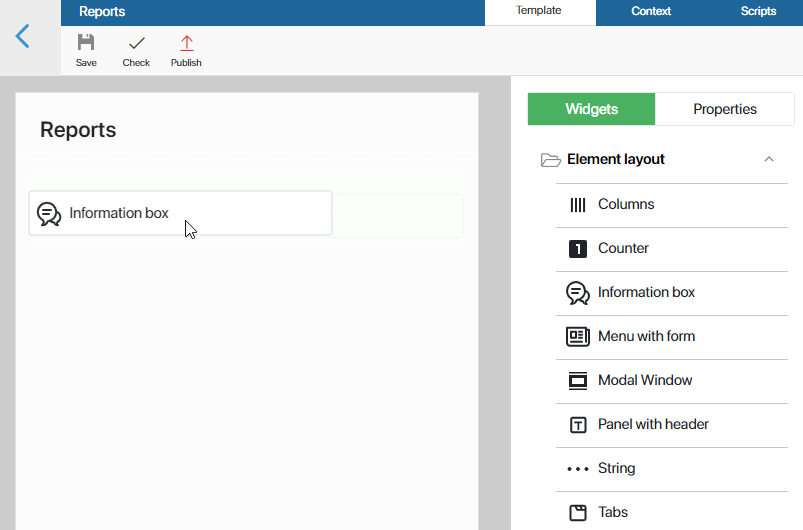 Reports
Template
Context
Scripts
Save
Check
Publish
Reports
Information box
Widgets
Properties
Element layout
Columns
Counter
Information box
Menu with form
Modal Window
Panel with header
String
Tabs